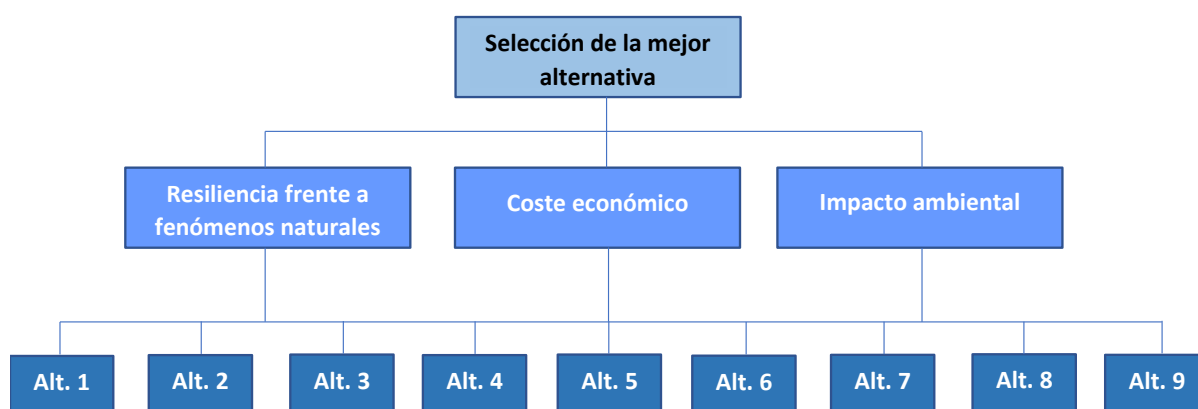 Selección de la mejor
alternativa
Resiliencia frente a
fenómenos naturales
Coste económico
Impacto ambiental
Alt. 1
Alt. 2
Alt. 3
Alt. 4
Alt. 5
Alt. 6
Alt. 7
Alt. 8
Alt. 9